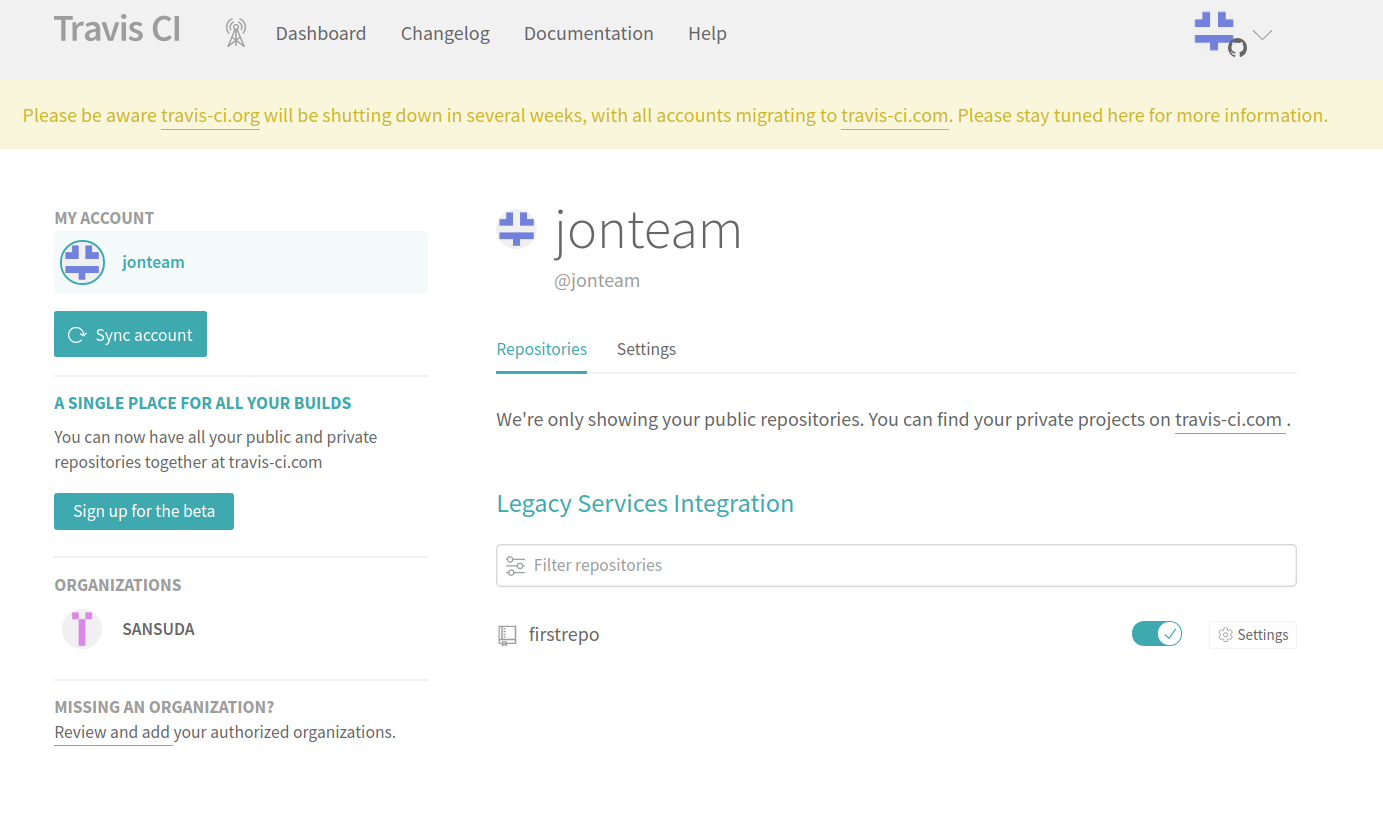 Travis CI
Dashboard
Changelog
Documentation
Help
Please be aware travis-ci.org will be shutting down in several weeks, with all accounts migrating to travis-ci.com. Please stay tuned here for more information.
MY ACCOUNT
jonteam
Sync account
A SINGLE PLACE FOR ALL YOUR BUILDS
You can now have all your public and private
repositories together at travis-ci.com
Sign up for the beta
ORGANIZATIONS
SANSUDA
MISSING AN ORGANIZATION?
Review and add your authorized organizations.
jonteam
@jonteam
Repositories
Settings
We're only showing your public repositories. You can find your private projects on travis-ci.com .
Legacy Services Integration
Filter repositories
firstrepo
Settings